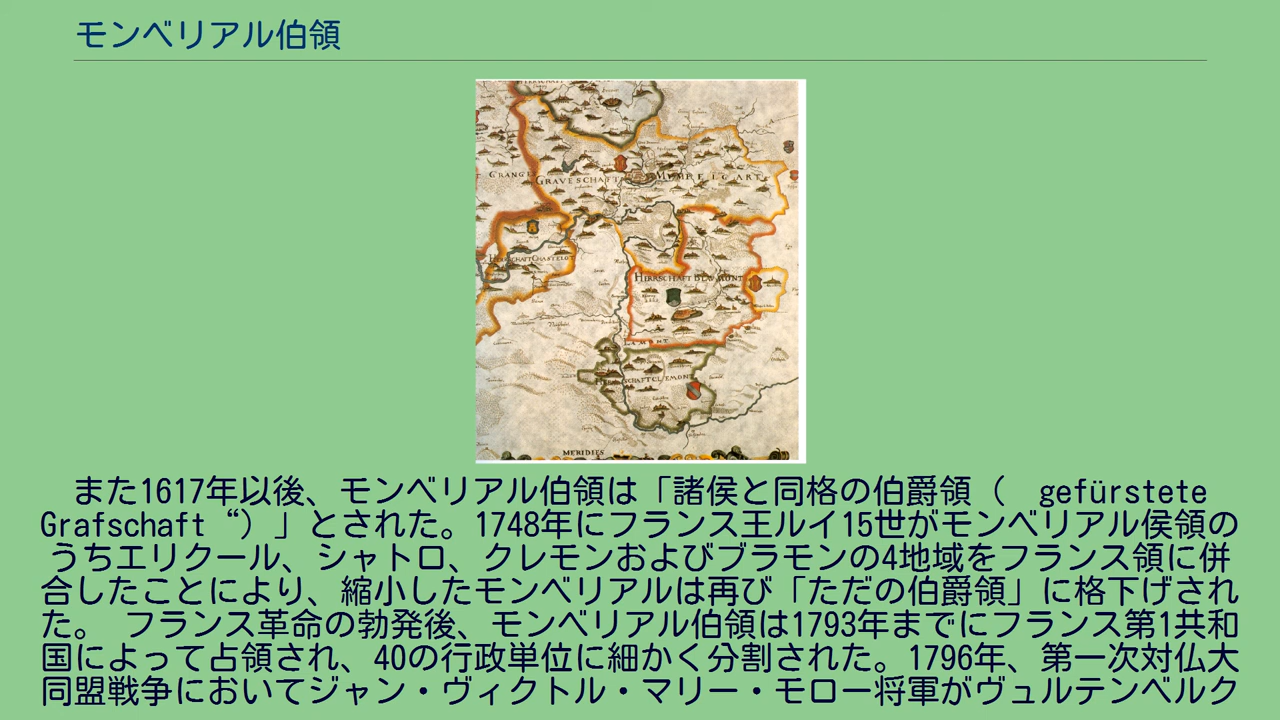 モンベリアル伯領
GRANGE
GRAVESCHAFT MVMPELGART
HERRSCHAFT CHASTELOT
HERRSCHAFT BLAMONT
MERIDIES
また1617年以後、モンベリアル伯領は「諸侯と同格の伯爵領（ gefürstete
Grafschaft “）」とされた。1748年にフランス王ルイ15世がモンベリアル侯領の
うちエリクール、シャトロ、クレモンおよびブラモンの4地域をフランス領に併
合したことにより、縮小したモンベリアルは再び「ただの伯爵領」に格下げされ
た。 フランス革命の勃発後、モンベリアル伯領は1793年までにフランス第1共和
国によって占領され、40の行政単位に細かく分割された。1796年、第一次対仏大
同盟戦争においてジャン・ヴィクトル・マリー・モロー将軍がヴュルテンベルク